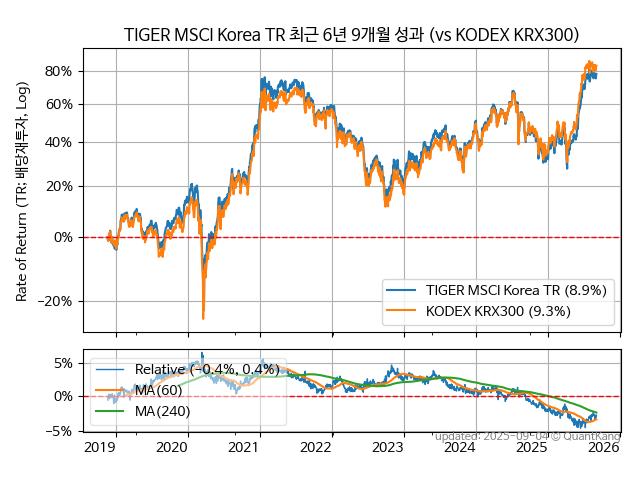 TIGER MSCI Korea TR 최근 6년 9개월 성과 (vs KODEX KRX300)
Rate of Return (TR: 배당재투자, Log)
80%
60%
40%
20%
0%
−20%
TIGER MSCI Korea TR (8.9%)
KODEX KRX300 (9.3%)
5%
0%
−5%
Relative (−0.4%, 0.4%)
MA(60)
MA(240)
updated: 2025-09-04 © QuantKang
2019 2020 2021 2022 2023 2024 2025 2026